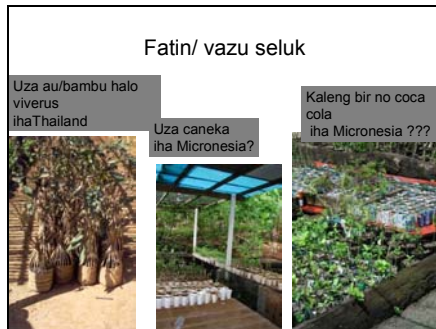 Fatin/ vazu seluk
Uza au/bambu halo
viverus
ihaThailand
Uza caneka
iha Micronesia?
Kaleng bir no coca
cola
iha Micronesia ???